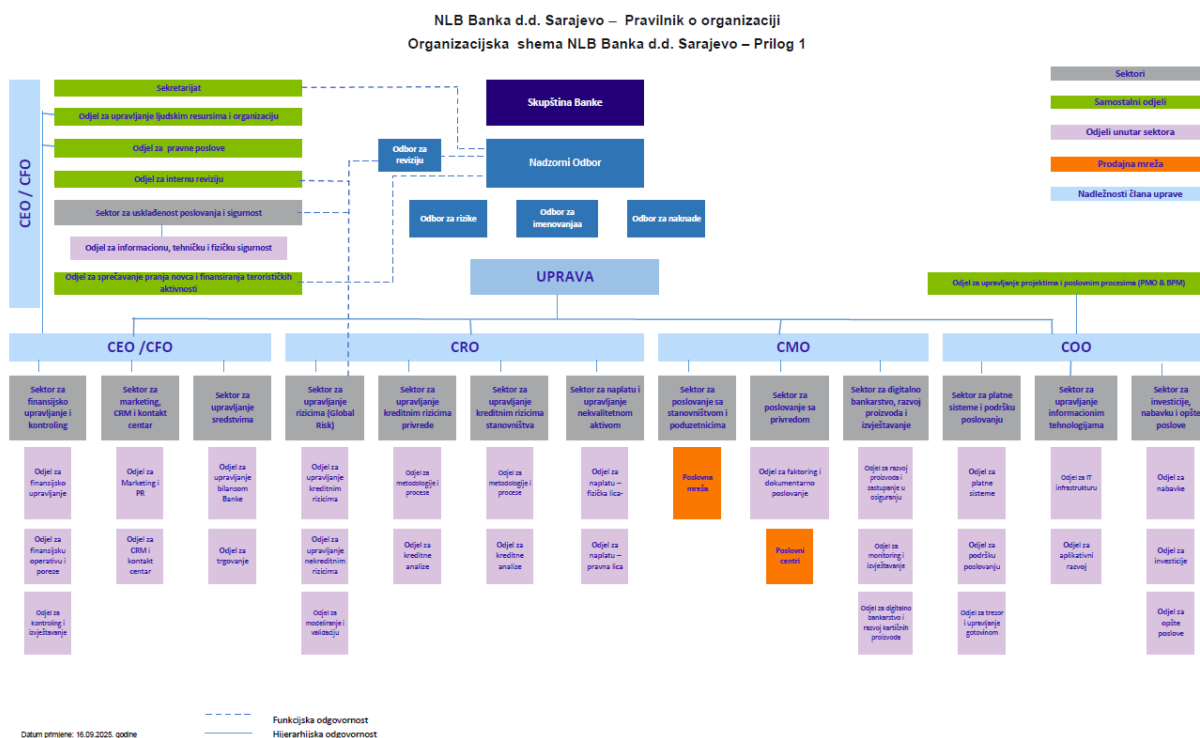 NLB Banka d.d. Sarajevo – Pravilnik o organizaciji
Organizacijska shema NLB Banka d.d. Sarajevo – Prilog 1
CEO / CFO
Sekretarijat
Odjel za upravljanje ljudskim resursima i organizaciju
Odjel za pravne poslove
Odjel za internu reviziju
Sektor za usklađenost poslovanja i sigurnost
Odjel za informacionu, tehničku i fizičku sigurnost
Odjel za sprečavanje pranja novca i finansiranja terorističkih
aktivnosti
Skupština Banke
Odbor za
reviziju
Nadzorni Odbor
Odbor za rizike
Odbor za
imenovanjaa
Odbor za naknade
UPRAVA
Sektori
Samostalni odjeli
Odjeli unutar sektora
Prodajna mreža
Nadležnosti člana uprave
Odjel za upravljanje projektima i poslovnim procesima (PMO & BPM)
CEO /CFO
CRO
CMO
COO
Sektor za
finansijsko
upravljanje i
kontroling
Sektor za
marketing,
CRM i kontakt
centar
Sektor za
upravljanje
sredstvima
Sektor za
upravljanje
rizicima (Global
Risk)
Sektor za
upravljanje
kreditnim rizicima
privrede
Sektor za
upravljanje
kreditnim rizicima
stanovništva
Sektor za naplatu i
upravljanje
nekvalitetnom
aktivom
Sektor za
poslovanje sa
stanovništvom i
poduzetnicima
Sektor za
poslovanje sa
privredom
Sektor za digitalno
bankarstvo, razvoj
proizvoda i
izvještavanje
Sektor za platne
sisteme i podršku
poslovanju
Sektor za
upravljanje
informacionim
tehnologijama
Sektor za
investicije,
nabavku i opšte
poslove
Odjel za
finansijsko
upravljanje
Odjel za
Marketing i
PR
Odjel za
upravljanje
bilansom
Banke
Odjel za
upravljanje
kreditnim
rizicima
Odjel za
metodologije i
procese
Odjel za
metodologije i
procese
Odjel za
naplatu –
fizička lica-
Poslovna
mreža
Odjel za faktoring i
dokumentarno
poslovanje
Odjel za razvoj
proizvoda i
zastupanje u
osiguranju
Odjel za
platne
sisteme
Odjel za IT
infrastrukturu
Odjel za
nabavke
Odjel za
finansijsku
operativu i
poreze
Odjel za
CRM i
kontakt
centar
Odjel za
trgovanje
Odjel za
upravljanje
nekreditnim
rizicima
Odjel za
kreditne
analize
Odjel za
kreditne
analize
Odjel za
naplatu –
pravna lica
Poslovni
centri
Odjel za
monitoring i
izvještavanje
Odjel za
podršku
poslovanju
Odjel za
aplikativni
razvoj
Odjel za
investicije
Odjel za
kontroling i
izvještavanje
Odjel za
modeliranje i
validaciju
Odjel za digitalno
bankarstvo i
razvoj kartičnih
proizvoda
Odjel za trezor
i upravljanje
gotovinom
Odjel za
opšte
poslove
Funkcijska odgovornost
Hijerarhijska odgovornost
Datum primjene: 16.09.2025. godine